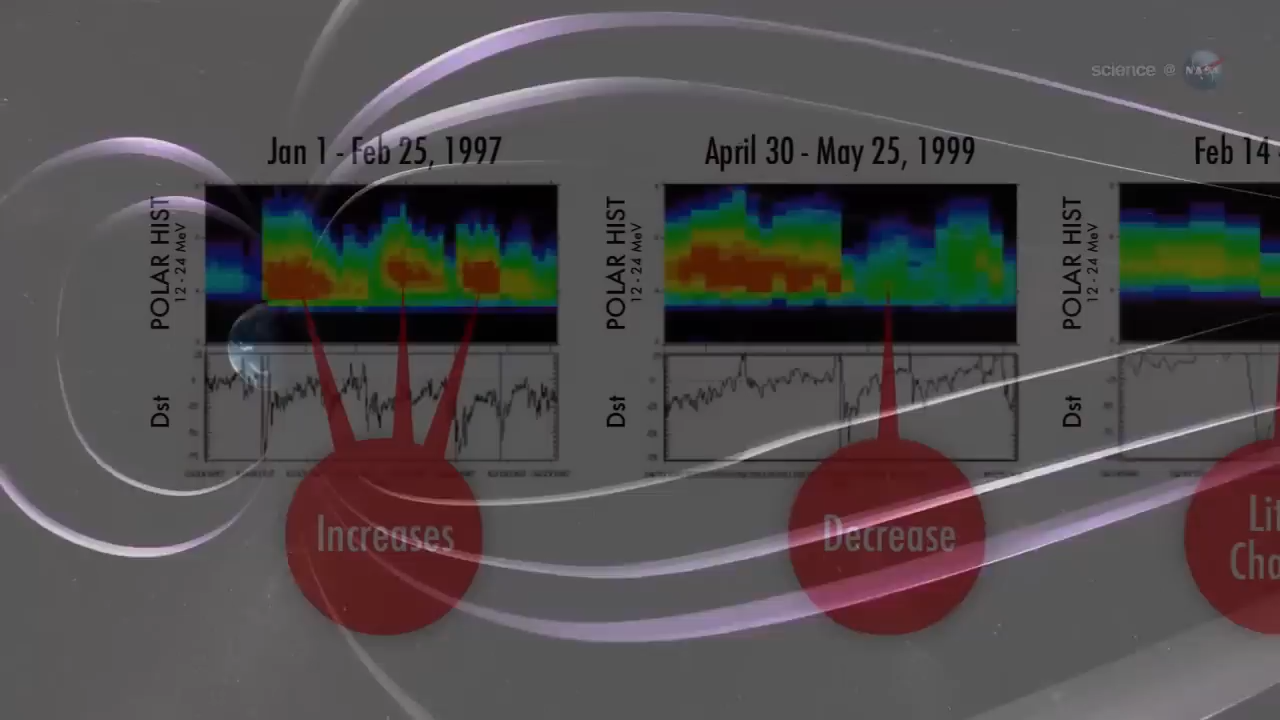 science @ NASA
Jan 1 - Feb 25, 1997
POLAR HIST
12 - 24 MeV
Dst
Increases
April 30 - May 25, 1999
POLAR HIST
12 - 24 MeV
Dst
Decrease
Feb 14
POLAR HIST
12 - 24 MeV
Dst